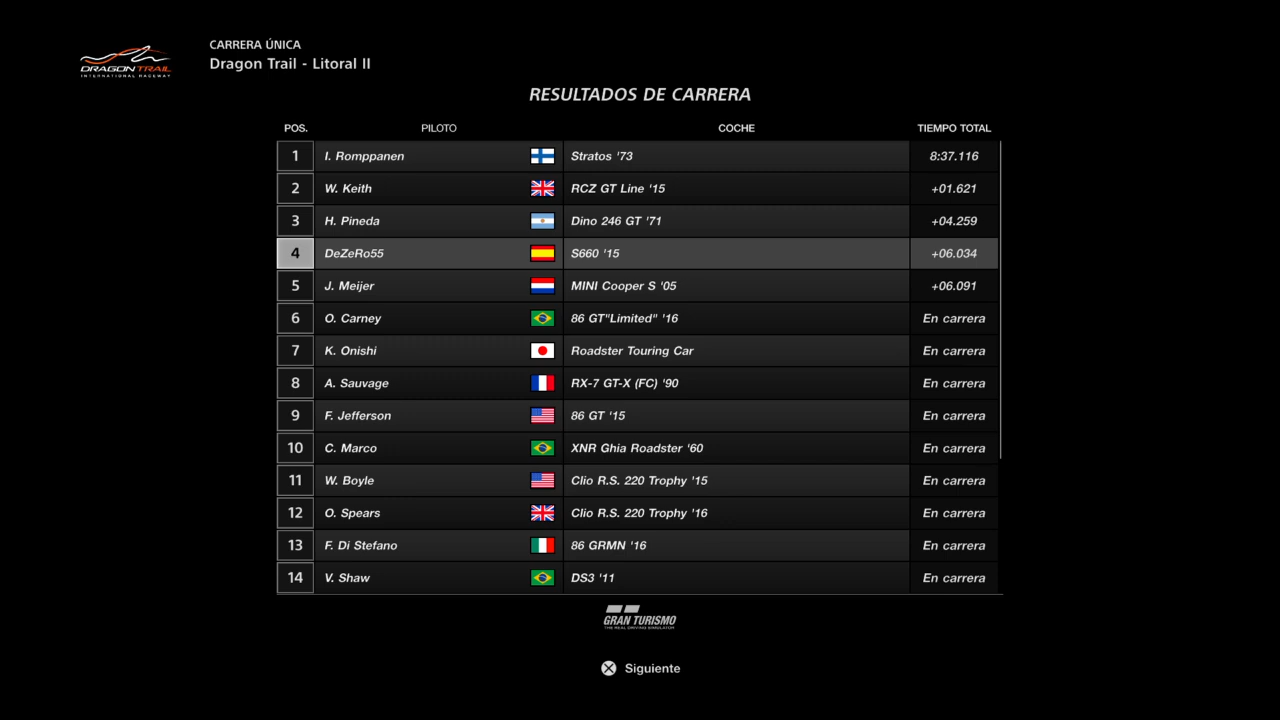 CARRERA ÚNICA
Dragon Trail - Litoral II
DRAGON TRAIL
INTERNATIONAL RACEWAY
RESULTADOS DE CARRERA
POS. PILOTO COCHE TIEMPO TOTAL
1 I. Romppanen Stratos '73 8:37.116
2 W. Keith RCZ GT Line '15 +01.621
3 H. Pineda Dino 246 GT '71 +04.259
4 DeZeRo55 S660 '15 +06.034
5 J. Meijer MINI Cooper S '05 +06.091
6 O. Carney 86 GT"Limited" '16 En carrera
7 K. Onishi Roadster Touring Car En carrera
8 A. Sauvage RX-7 GT-X (FC) '90 En carrera
9 F. Jefferson 86 GT '15 En carrera
10 C. Marco XNR Ghia Roadster '60 En carrera
11 W. Boyle Clio R.S. 220 Trophy '15 En carrera
12 O. Spears Clio R.S. 220 Trophy '16 En carrera
13 F. Di Stefano 86 GRMN '16 En carrera
14 V. Shaw DS3 '11 En carrera
GRAN TURISMO
THE REAL DRIVING SIMULATOR
Siguiente